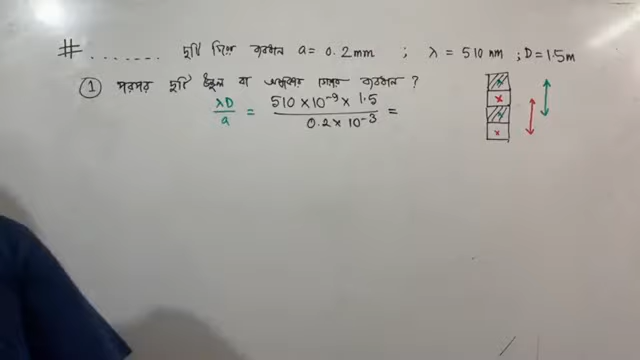 # ........ দুটি চির ব্যবধান a = 0.2 mm ; λ = 510 nm ; D = 1.5 m
① পরপর দুটি উজ্জ্বল বা অন্ধকার ডোরার ব্যবধান ?
λD/a = 510 × 10⁻⁹ × 1.5 / 0.2 × 10⁻³ =
x
x